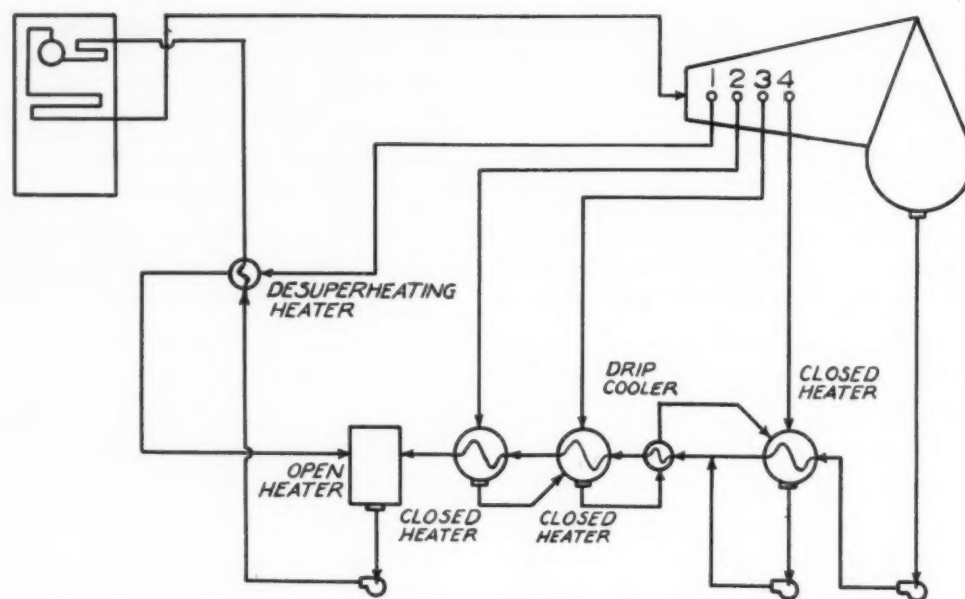 1 2 3 4
DESUPERHEATING
HEATER
DRIP
COOLER
CLOSED
HEATER
OPEN
HEATER
CLOSED
HEATER
CLOSED
HEATER